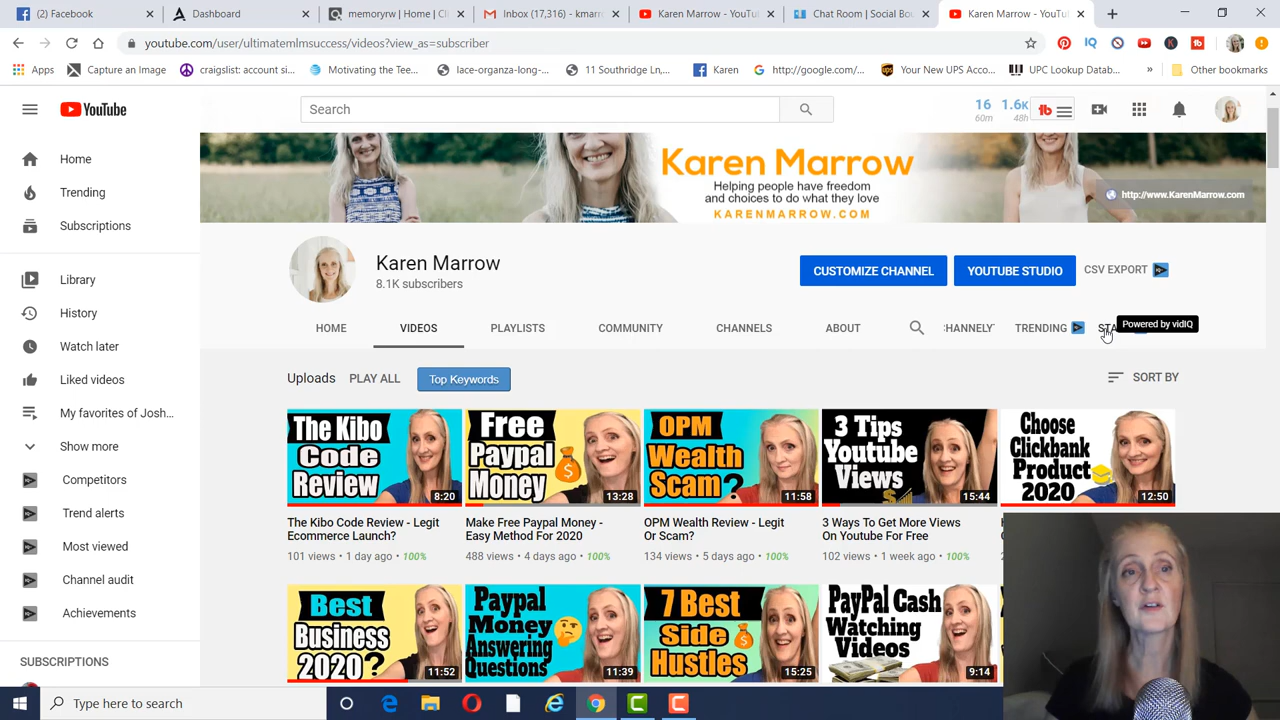 (2) Facebook
Dashboard
memoryrw | Home | Cli
Inbox (17,316) - kmarro
Karen Marrow - YouTu
Chat Room | Social Bou
Karen Marrow - YouTu
youtube.com/user/ultimatemlmsuccess/videos?view_as=subscriber
Apps
Capture an Image
craigslist: account si...
Motivating the Tee...
lace-organza-long-...
11 Southridge Ln,...
Karen
http://google.com/...
Your New UPS Acco...
UPC Lookup Datab...
»
Other bookmarks
YouTube
Search
16
60m
1.6K
48h
Home
Trending
Subscriptions
Library
History
Watch later
Liked videos
My favorites of Josh...
Show more
Competitors
Trend alerts
Most viewed
Channel audit
Achievements
SUBSCRIPTIONS
Karen Marrow
Helping people have freedom
and choices to do what they love
KARENMARROW.COM
http://www.KarenMarrow.com
Karen Marrow
8.1K subscribers
CUSTOMIZE CHANNEL
YOUTUBE STUDIO
CSV EXPORT
HOME
VIDEOS
PLAYLISTS
COMMUNITY
CHANNELS
ABOUT
CHANNELY
TRENDING
STA
Powered by vidIQ
Uploads
PLAY ALL
Top Keywords
SORT BY
The Kibo
Code
Review
8:20
Free
Paypal
Money
13:28
OPM
Wealth
Scam?
11:58
3 Tips
Youtube
Views
15:44
Choose
Clickbank
Product
2020
12:50
The Kibo Code Review - Legit
Ecommerce Launch?
101 views • 1 day ago • 100%
Make Free Paypal Money -
Easy Method For 2020
488 views • 4 days ago • 100%
OPM Wealth Review - Legit
Or Scam?
134 views • 5 days ago • 100%
3 Ways To Get More Views
On Youtube For Free
102 views • 1 week ago • 100%
Best
Business
2020?
11:52
Paypal
Money
Answering
Questions
11:39
7 Best
Side
Hustles
15:25
PayPal Cash
Watching
Videos
9:14
Type here to search